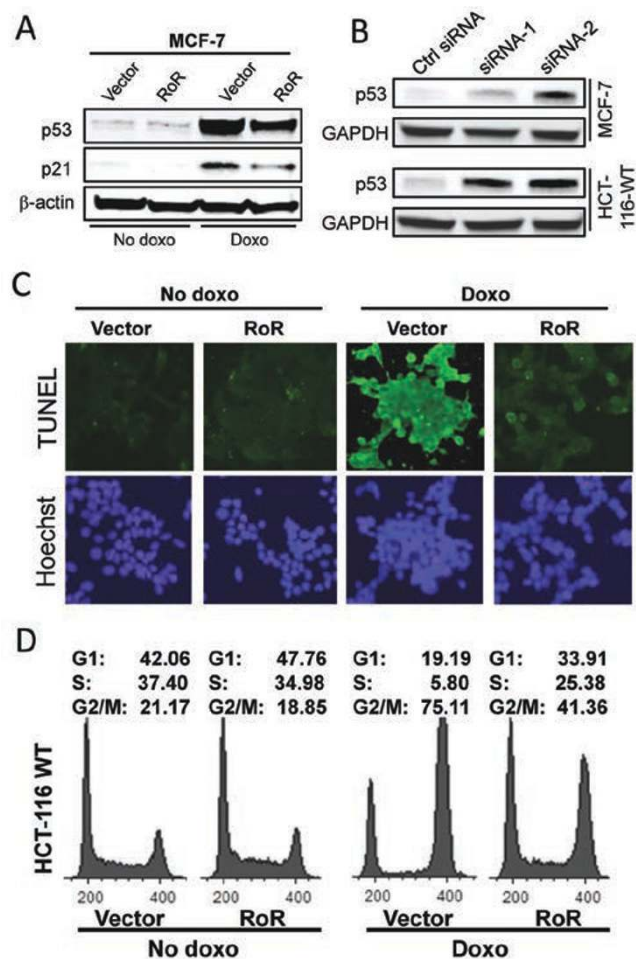 A
MCF-7
Vector RoR Vector RoR
p53
p21
β-actin
No doxo Doxo
B
Ctrl siRNA siRNA-1 siRNA-2
p53
GAPDH
MCF-7
p53
GAPDH
HCT-
116-WT
C
No doxo Doxo
Vector RoR Vector RoR
TUNEL
Hoechst
D
G1: 42.06 G1: 47.76 G1: 19.19 G1: 33.91
S: 37.40 S: 34.98 S: 5.80 S: 25.38
G2/M: 21.17 G2/M: 18.85 G2/M: 75.11 G2/M: 41.36
HCT-116 WT
200 400 200 400 200 400 200 400
Vector RoR Vector RoR
No doxo Doxo